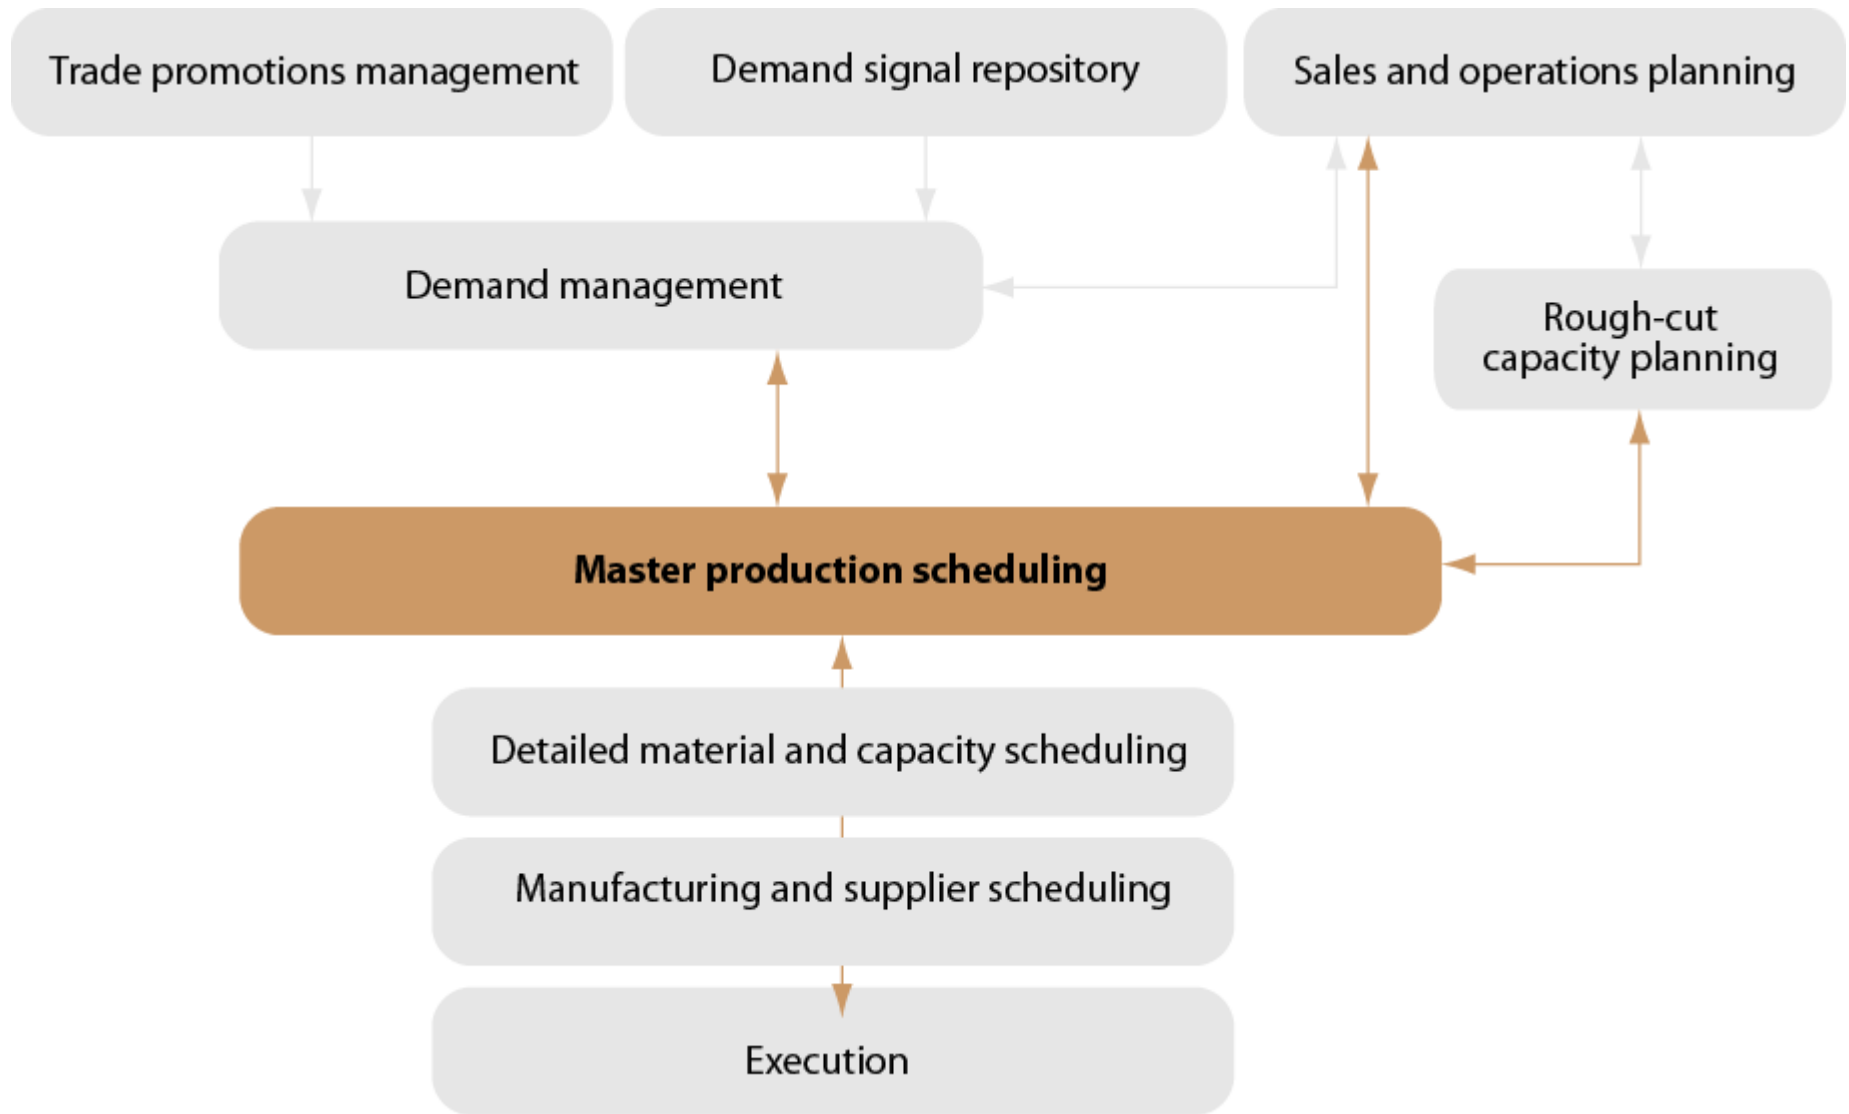 Trade promotions management
Demand signal repository
Sales and operations planning
Demand management
Rough-cut
capacity planning
Master production scheduling
Detailed material and capacity scheduling
Manufacturing and supplier scheduling
Execution